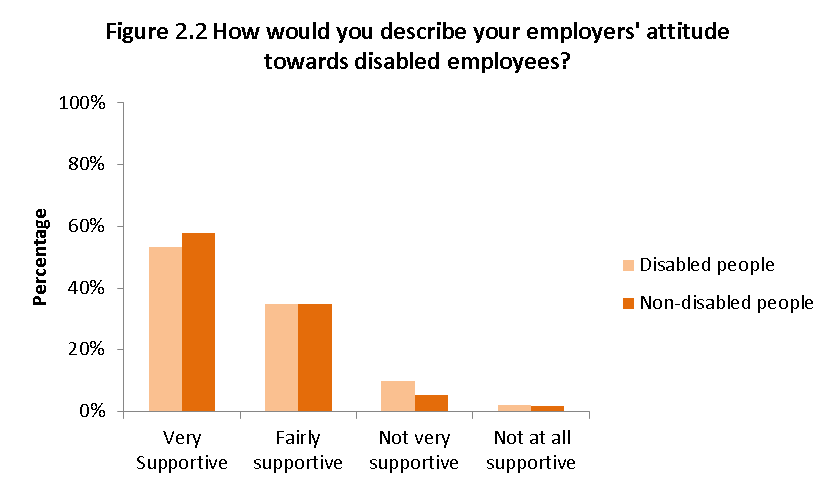 Figure 2.2 How would you describe your employers' attitude
towards disabled employees?
100%
80%
60%
40%
20%
0%
Percentage
Very
Supportive
Fairly
supportive
Not very
supportive
Not at all
supportive
Disabled people
Non-disabled people